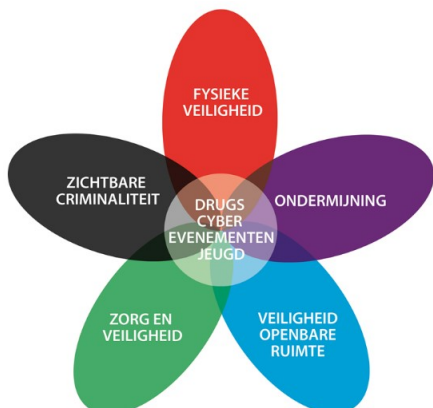 FYSIEKE
VEILIGHEID
ZICHTBARE
CRIMINALITEIT
DRUGS
CYBER
EVENEMENTEN
JEUGD
ONDERMIJNING
ZORG EN
VEILIGHEID
VEILIGHEID
OPENBARE
RUIMTE